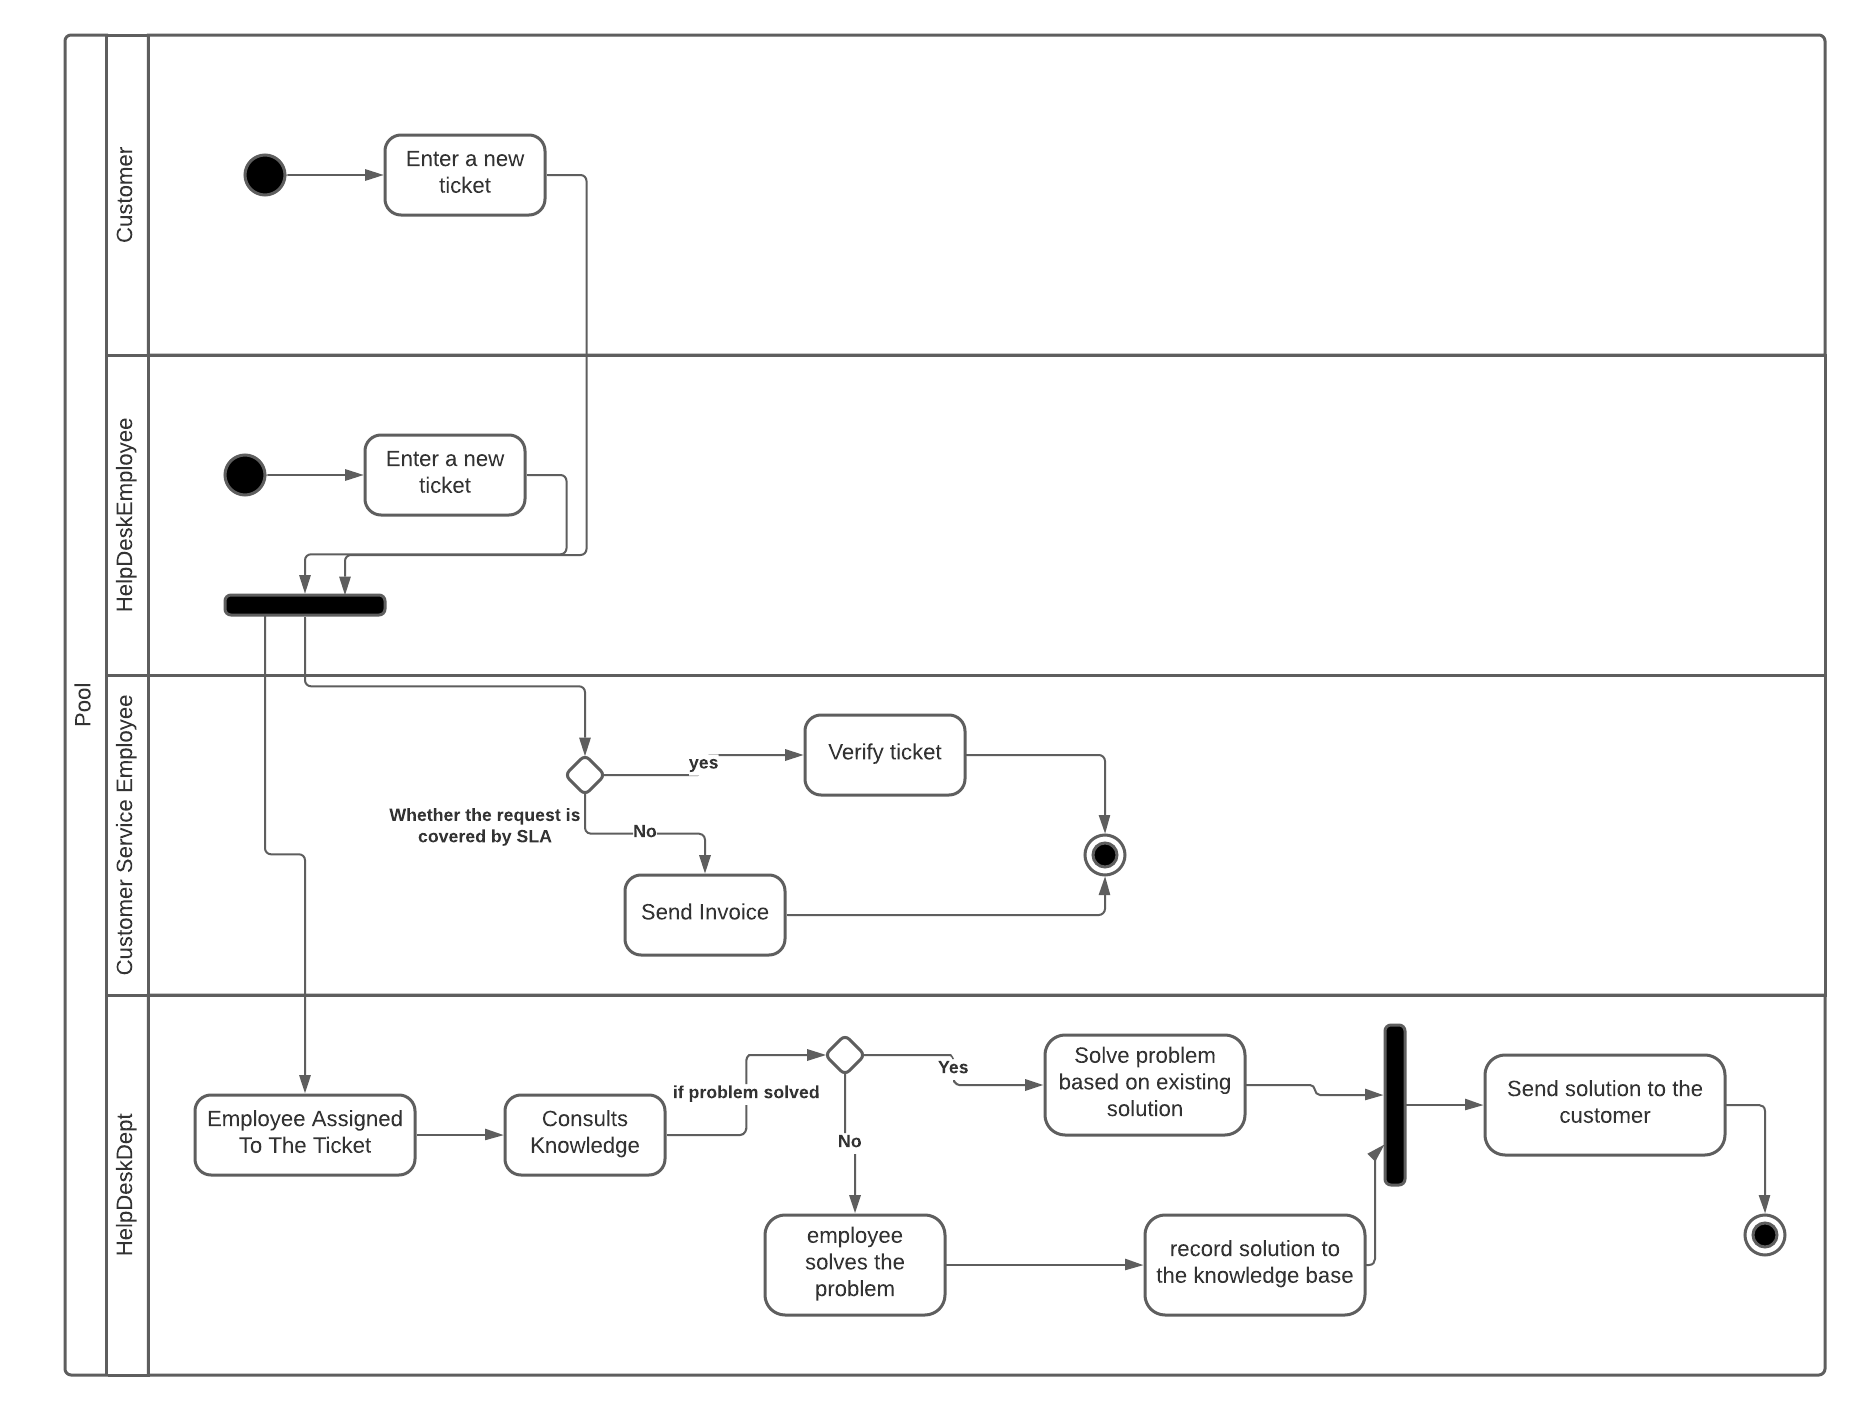 Pool
Customer
Enter a new
ticket
HelpDeskEmployee
Enter a new
ticket
Customer Service Employee
Verify ticket
yes
Whether the request is
covered by SLA
No
Send Invoice
HelpDeskDept
Employee Assigned
To The Ticket
Consults
Knowledge
if problem solved
Yes
Solve problem
based on existing
solution
Send solution to the
customer
No
employee
solves the
problem
record solution to
the knowledge base